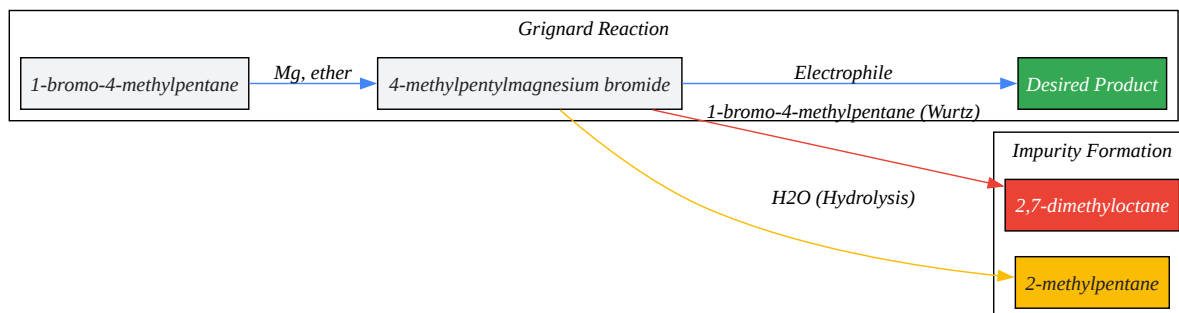 Grignard Reaction
1-bromo-4-methylpentane
Mg, ether
4-methylpentylmagnesium bromide
Electrophile
Desired Product
1-bromo-4-methylpentane (Wurtz)
Impurity Formation
H2O (Hydrolysis)
2,7-dimethyloctane
2-methylpentane